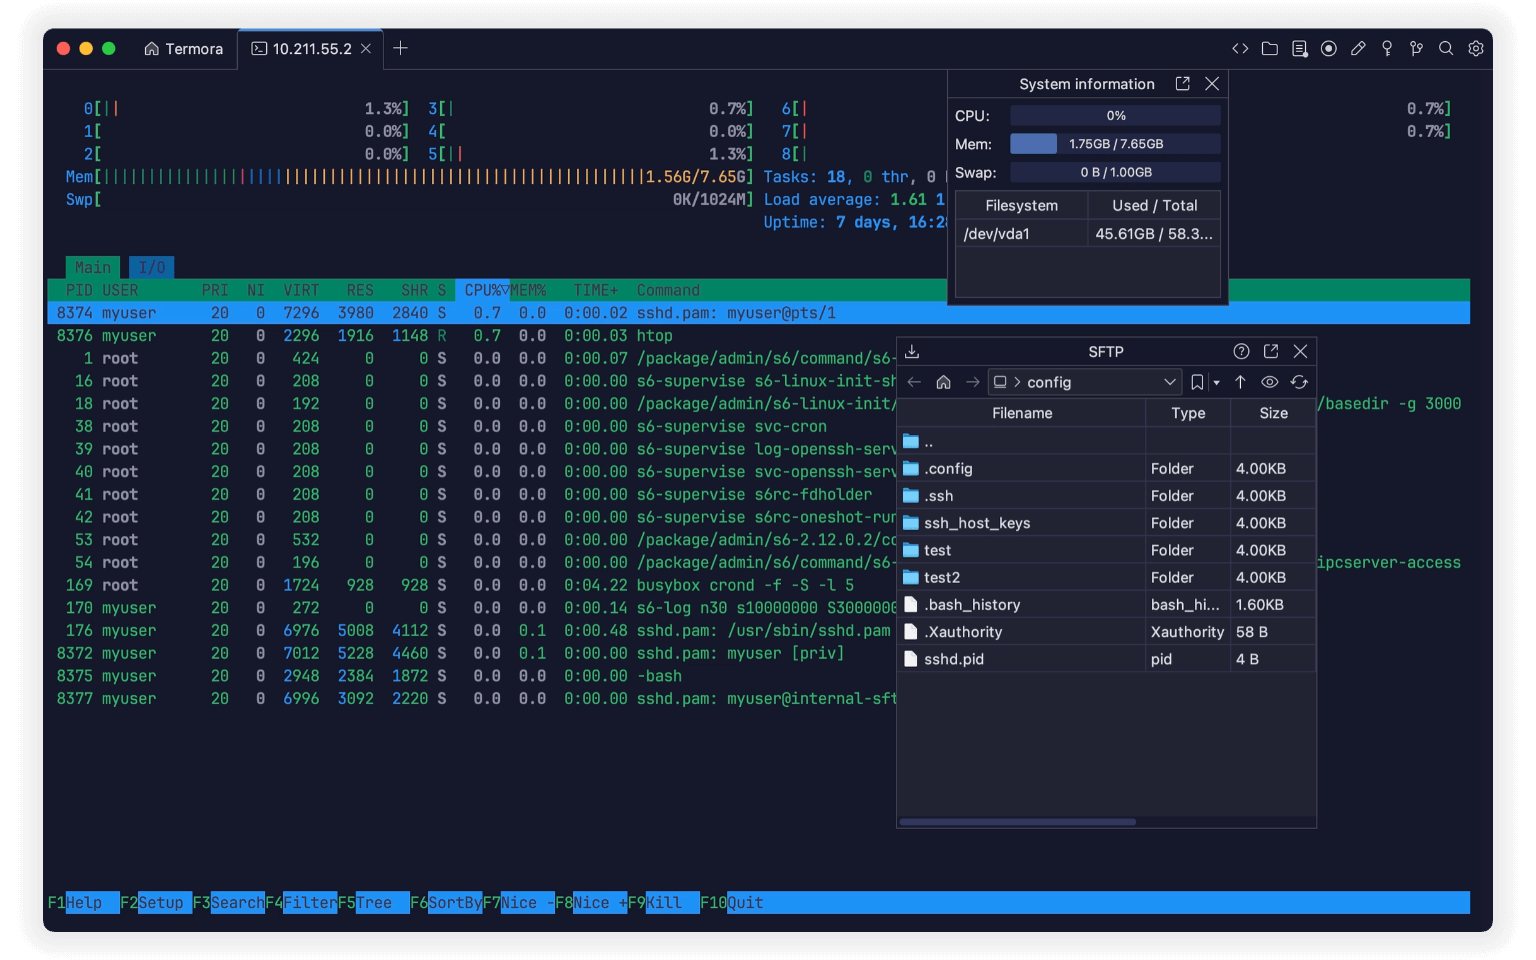 Termora
10.211.55.2
System information
CPU: 0%
Mem: 1.75GB / 7.65GB
Swap: 0 B / 1.00GB
Filesystem Used / Total
/dev/vda1 45.61GB / 58.3...
0[|| 1.3%] 3[| 0.7%] 6[| 0.7%]
1[ 0.0%] 4[ 0.0%] 7[| 0.7%]
2[ 0.0%] 5[|| 1.3%] 8[|
Mem[ 1.56G/7.65G] Tasks: 18, 0 thr, 0
Swp[ 0K/1024M] Load average: 1.61 1
Uptime: 7 days, 16:28
Main I/O
PID USER PRI NI VIRT RES SHR S CPU%▽MEM% TIME+ Command
8374 myuser 20 0 7296 3980 2840 S 0.7 0.0 0:00.02 sshd.pam: myuser@pts/1
8376 myuser 20 0 2296 1916 1148 R 0.7 0.0 0:00.03 htop
1 root 20 0 424 0 0 S 0.0 0.0 0:00.07 /package/admin/s6/command/s6-
16 root 20 0 208 0 0 S 0.0 0.0 0:00.00 s6-supervise s6-linux-init-sh
18 root 20 0 192 0 0 S 0.0 0.0 0:00.00 /package/admin/s6-linux-init/ /basedir -g 3000
38 root 20 0 208 0 0 S 0.0 0.0 0:00.00 s6-supervise svc-cron
39 root 20 0 208 0 0 S 0.0 0.0 0:00.00 s6-supervise log-openssh-serv
40 root 20 0 208 0 0 S 0.0 0.0 0:00.00 s6-supervise svc-openssh-serv
41 root 20 0 208 0 0 S 0.0 0.0 0:00.00 s6-supervise s6rc-fdholder
42 root 20 0 208 0 0 S 0.0 0.0 0:00.00 s6-supervise s6rc-oneshot-run
53 root 20 0 532 0 0 S 0.0 0.0 0:00.00 /package/admin/s6-2.12.0.2/co
54 root 20 0 196 0 0 S 0.0 0.0 0:00.00 /package/admin/s6/command/s6- ipcserver-access
169 root 20 0 1724 928 928 S 0.0 0.0 0:04.22 busybox crond -f -S -l 5
170 myuser 20 0 272 0 0 S 0.0 0.0 0:00.14 s6-log n30 s10000000 S3000000
176 myuser 20 0 6976 5008 4112 S 0.0 0.1 0:00.48 sshd.pam: /usr/sbin/sshd.pam
8372 myuser 20 0 7012 5228 4460 S 0.0 0.1 0:00.00 sshd.pam: myuser [priv]
8375 myuser 20 0 2948 2384 1872 S 0.0 0.0 0:00.00 -bash
8377 myuser 20 0 6996 3092 2220 S 0.0 0.0 0:00.00 sshd.pam: myuser@internal-sft
SFTP
config
Filename Type Size
..
.config Folder 4.00KB
.ssh Folder 4.00KB
ssh_host_keys Folder 4.00KB
test Folder 4.00KB
test2 Folder 4.00KB
.bash_history bash_hi... 1.60KB
.Xauthority Xauthority 58 B
sshd.pid pid 4 B
F1Help F2Setup F3SearchF4FilterF5Tree F6SortByF7Nice -F8Nice +F9Kill F10Quit